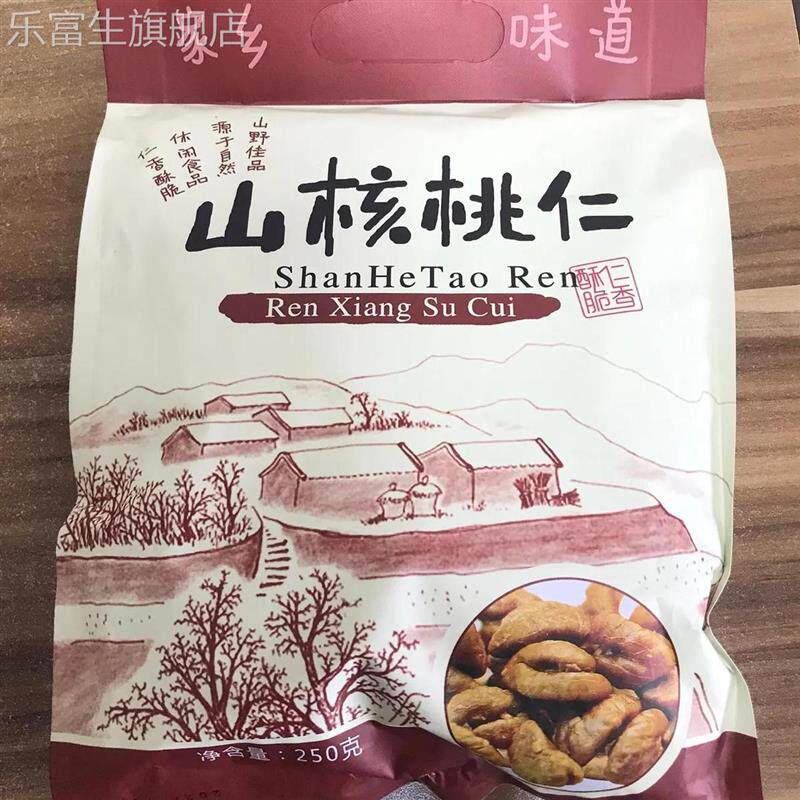 乐富生旗舰店
家乡 味道
山野佳品
源于自然
休闲食品
仁香酥脆
山核桃仁
ShanHeTao Ren
Ren Xiang Su Cui
仁香
酥脆
净含量：250克